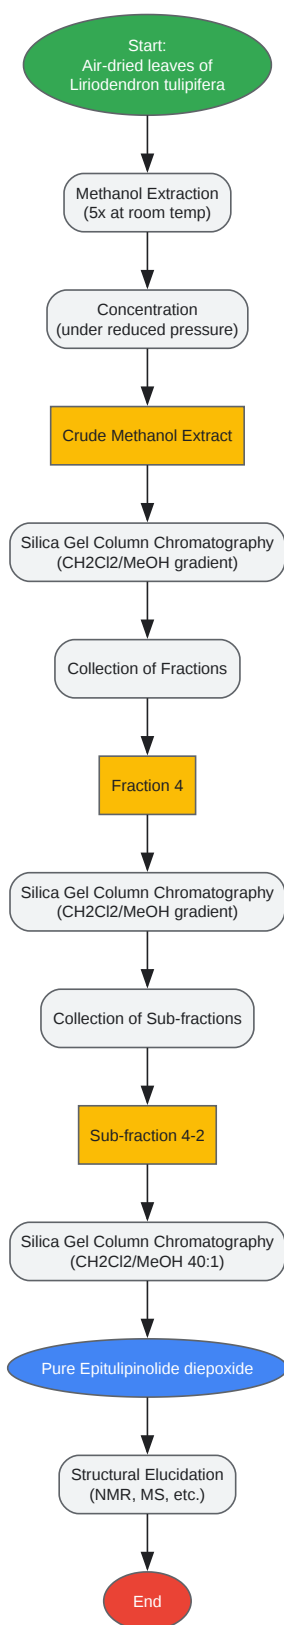 Start:
Air-dried leaves of
Liriodendron tulipifera
Methanol Extraction
(5x at room temp)
Concentration
(under reduced pressure)
Crude Methanol Extract
Silica Gel Column Chromatography
(CH2Cl2/MeOH gradient)
Collection of Fractions
Fraction 4
Silica Gel Column Chromatography
(CH2Cl2/MeOH gradient)
Collection of Sub-fractions
Sub-fraction 4-2
Silica Gel Column Chromatography
(CH2Cl2/MeOH 40:1)
Pure Epitulipinolide diepoxide
Structural Elucidation
(NMR, MS, etc.)
End